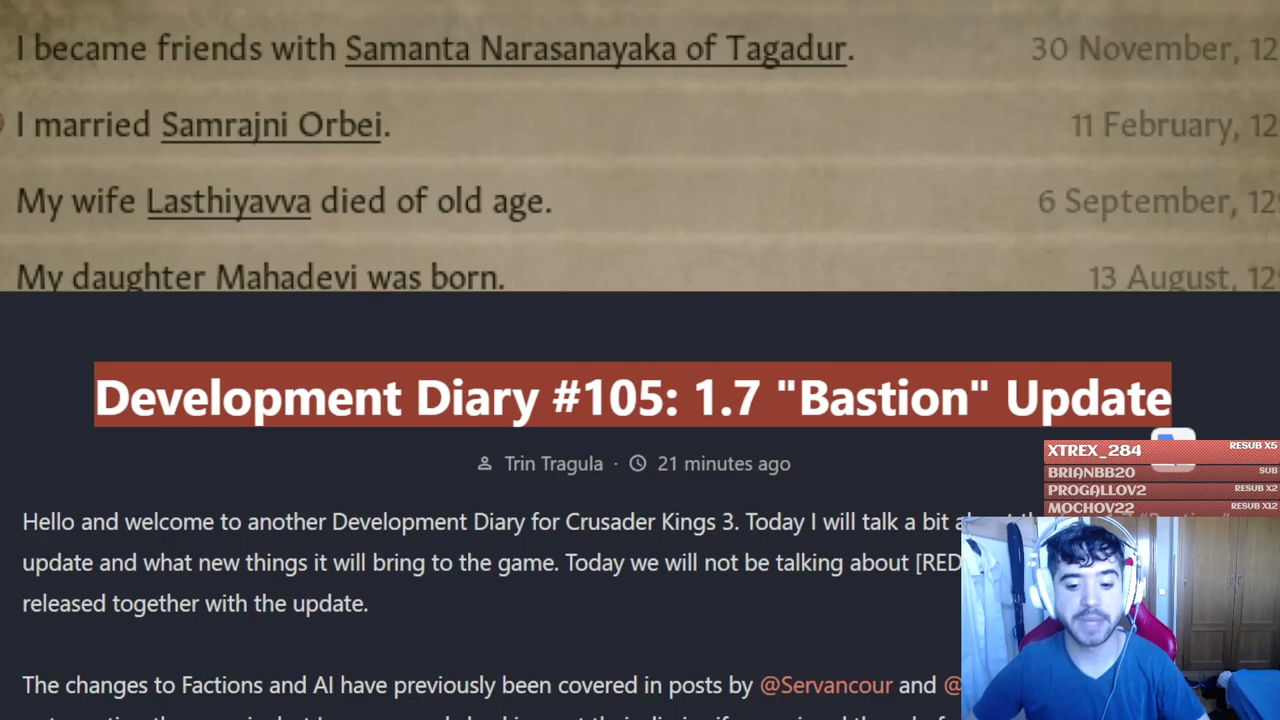 I became friends with Samanta Narasanayaka of Tagadur. 30 November, 12
I married Samrajni Orbei. 11 February, 12
My wife Lasthiyavva died of old age. 6 September, 12
My daughter Mahadevi was born. 13 August, 12
Development Diary #105: 1.7 "Bastion" Update
Trin Tragula · 21 minutes ago
XTREX_284 RESUB X5
BRIANBB20 SUB
PROGALLOV2 RESUB X2
MOCHOV22 RESUB X12
Hello and welcome to another Development Diary for Crusader Kings 3. Today I will talk a bit
update and what new things it will bring to the game. Today we will not be talking about [RED
released together with the update.
The changes to Factions and AI have previously been covered in posts by @Servancour and @